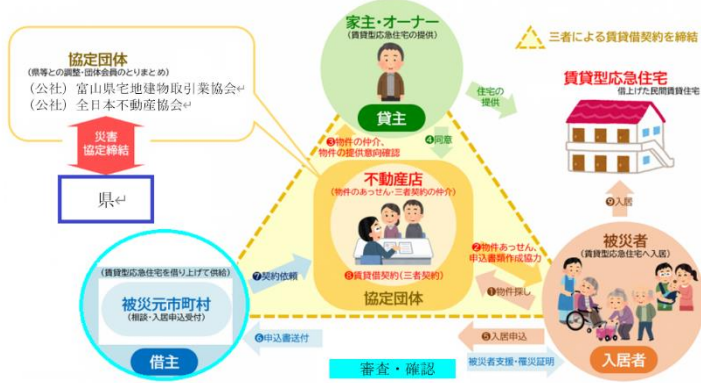 家主・オーナー
(賃貸型応急住宅の提供)
貸主
三者による賃貸借契約を締結
協定団体
(県等との調整・団体会員のとりまとめ)
(公社) 富山県宅地建物取引業協会↵
(公社) 全日本不動産協会↵
災害
協定締結
県↵
住宅の
提供
賃貸型応急住宅
借上げた民間賃貸住宅
❸物件の仲介、
物件の提供意向確認
❹同意
不動産店
(物件のあっせん・三者契約の仲介)
❽賃貸借契約(三者契約)
協定団体
❷物件あっせん、
申込書類作成協力
❶物件探し
❾入居
被災者
(賃貸型応急住宅へ入居)
入居者
(賃貸型応急住宅を借り上げて供給)
被災元市町村
(相談・入居申込受付)
借主
❼契約依頼
❻申込書送付
❺入居申込
被災者支援・罹災証明
審査・確認